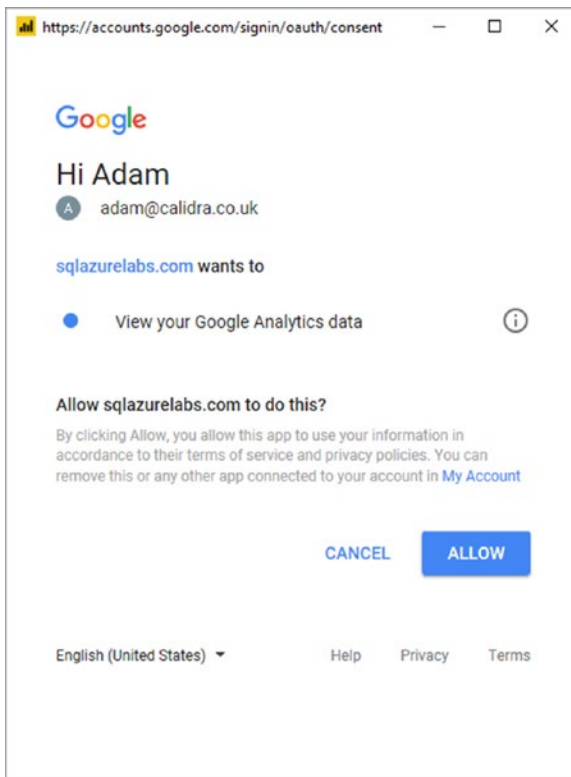 https://accounts.google.com/signin/oauth/consent
Google
Hi Adam
A adam@calidra.co.uk
sqlazurelabs.com wants to
View your Google Analytics data
Allow sqlazurelabs.com to do this?
By clicking Allow, you allow this app to use your information in
accordance to their terms of service and privacy policies. You can
remove this or any other app connected to your account in My Account
CANCEL ALLOW
English (United States) Help Privacy Terms